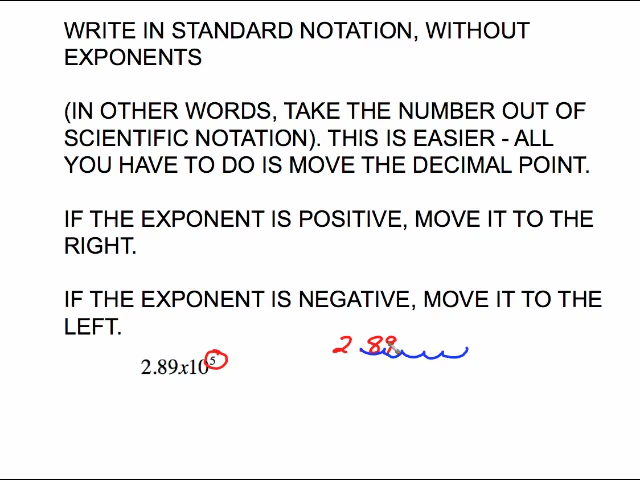 WRITE IN STANDARD NOTATION, WITHOUT
EXPONENTS
(IN OTHER WORDS, TAKE THE NUMBER OUT OF
SCIENTIFIC NOTATION). THIS IS EASIER - ALL
YOU HAVE TO DO IS MOVE THE DECIMAL POINT.
IF THE EXPONENT IS POSITIVE, MOVE IT TO THE
RIGHT.
IF THE EXPONENT IS NEGATIVE, MOVE IT TO THE
LEFT.
2.89x10⁵ 2 89